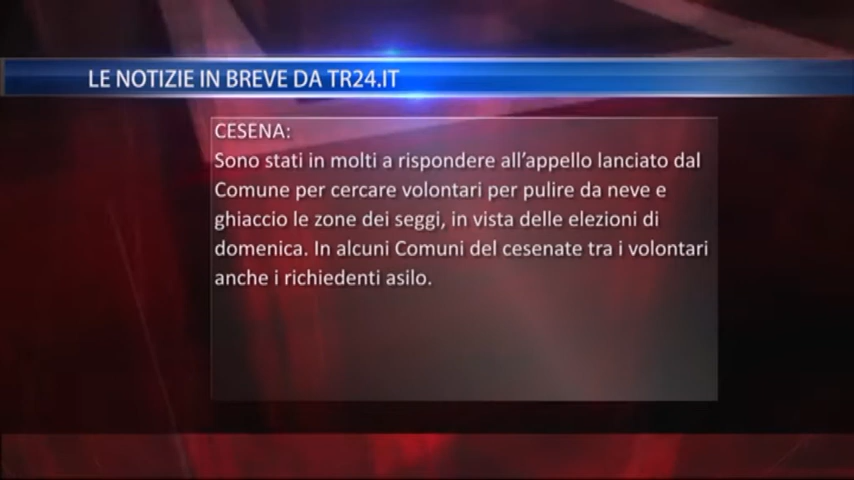 LE NOTIZIE IN BREVE DA TR24.IT
CESENA:
Sono stati in molti a rispondere all’appello lanciato dal
Comune per cercare volontari per pulire da neve e
ghiaccio le zone dei seggi, in vista delle elezioni di
domenica. In alcuni Comuni del cesenate tra i volontari
anche i richiedenti asilo.